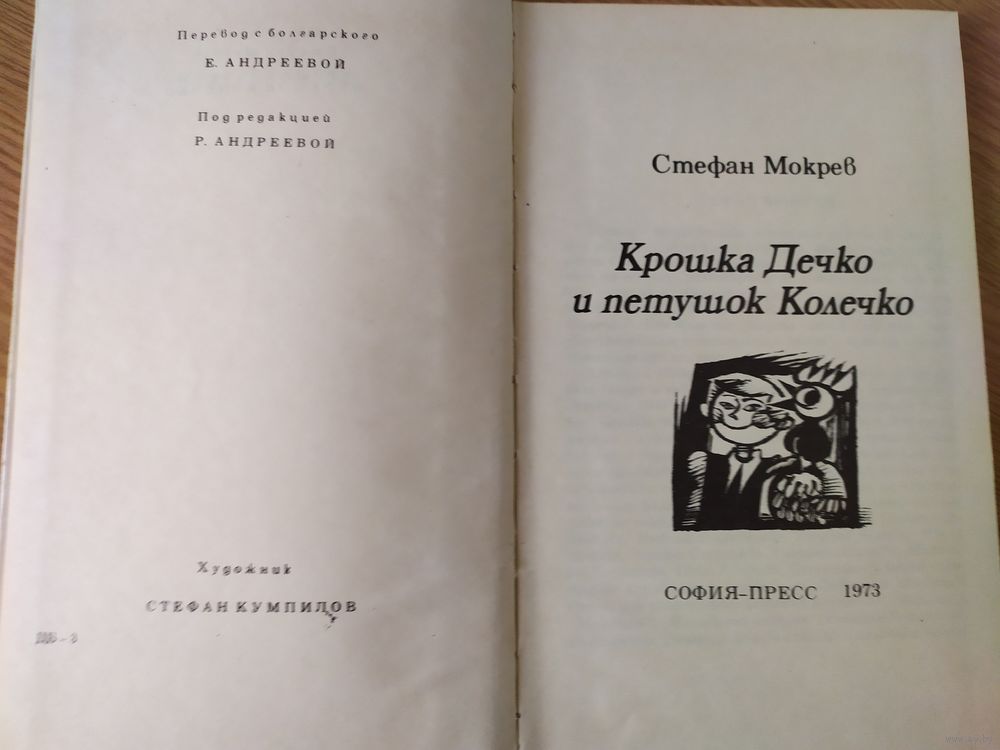 Перевод с болгарского
Е. АНДРЕЕВОЙ
Под редакцией
Р. АНДРЕЕВОЙ
Художник
СТЕФАН КУМПИЛОВ
Стефан Мокрев
Крошка Дечко
и петушок Колечко
СОФИЯ-ПРЕСС 1973